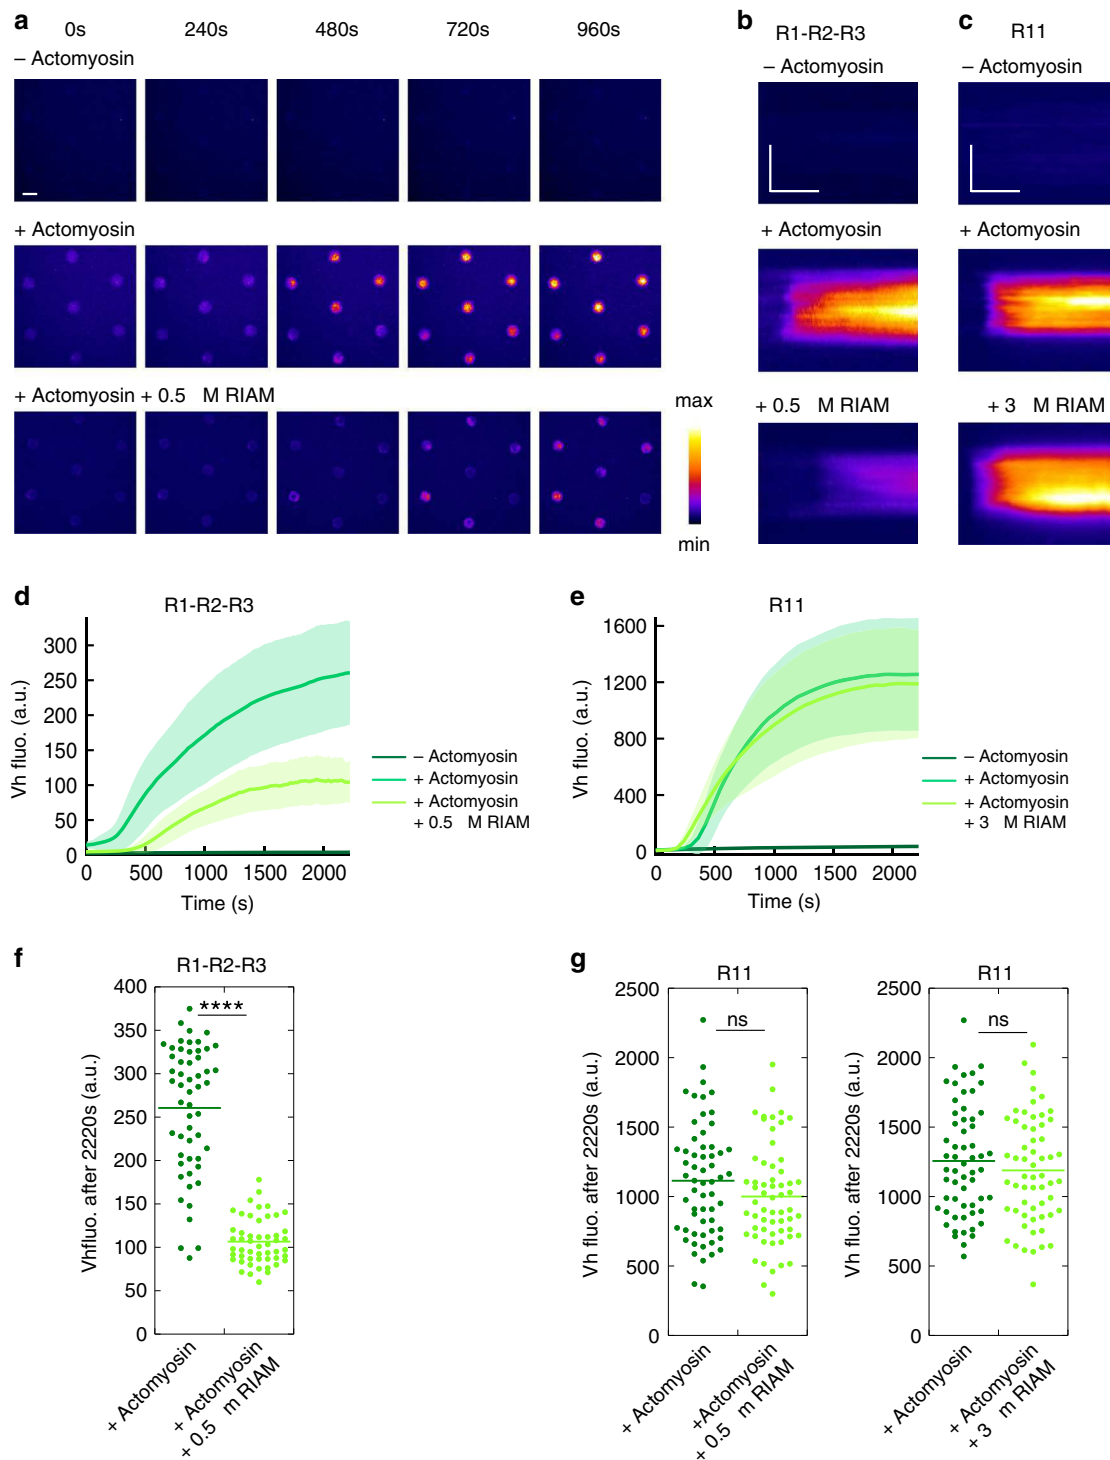 a
0s 240s 480s 720s 960s
– Actomyosin
+ Actomyosin
+ Actomyosin + 0.5 M RIAM
max
min
b
R1-R2-R3
– Actomyosin
+ Actomyosin
+ 0.5 M RIAM
c
R11
– Actomyosin
+ Actomyosin
+ 3 M RIAM
d
R1-R2-R3
Vh fluo. (a.u.)
300
250
200
150
100
50
0
0 500 1000 1500 2000
Time (s)
– Actomyosin
+ Actomyosin
+ Actomyosin
+ 0.5 M RIAM
e
R11
Vh fluo. (a.u.)
1600
1200
800
400
0
0 500 1000 1500 2000
Time (s)
– Actomyosin
+ Actomyosin
+ Actomyosin
+ 3 M RIAM
f
R1-R2-R3
Vhfluo. after 2220s (a.u.)
400
350
300
250
200
150
100
50
0
****
+ Actomyosin
+ Actomyosin
+ 0.5 m RIAM
g
R11
Vh fluo. after 2220s (a.u.)
2500
2000
1500
1000
500
0
ns
+ Actomyosin
+Actomyosin
+ 0.5 m RIAM
R11
Vh fluo. after 2220s (a.u.)
2500
2000
1500
1000
500
0
ns
+ Actomyosin
+ Actomyosin
+ 3 m RIAM